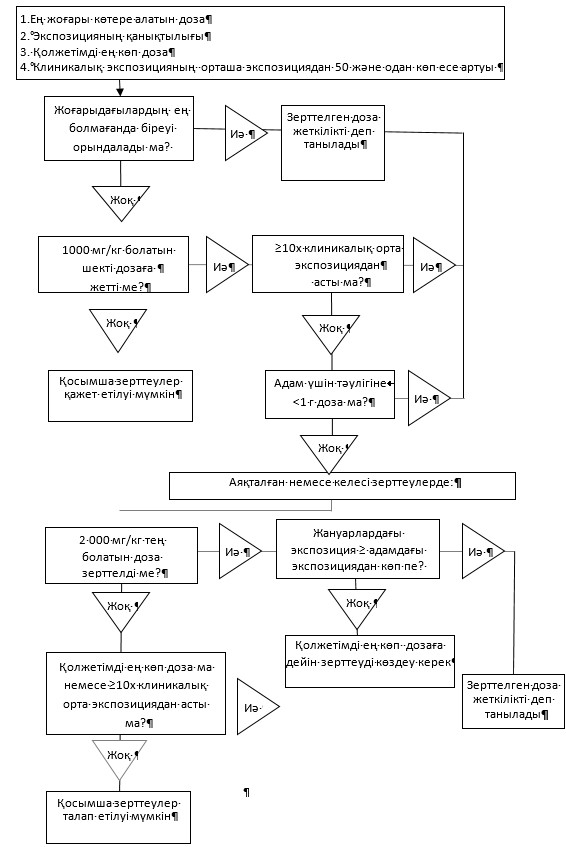 1.Ең жоғары көтере алатын доза¶
2.°Экспозицияның қанықтылығы¶
3.·Қолжетімді ең көп доза¶
4.°Клиникалық экспозицияның··орташа экспозициядан 50 және одан көп есе артуы·¶
Жоғарыдағылардың·ең·
болмағанда·біреуі
орындалады ма?·
Иә·¶
Зерттелген·доза·
жеткілікті деп·
танылады¶
Жоқ·¶
1000·мг/кг·болатын·
шекті дозаға·¶
жетті ме?¶
Иә¶
≥10х·клиникалық·орта·
экспозициядан¶
·асты ма?¶
Иә¶
Жоқ·¶
Жоқ·¶
Қосымша·зерттеулер·
қажет етілуі мүмкін¶
Адам үшін тәулігіне
<1·г·доза·ма?¶
Иә·¶
Жоқ·¶
Аяқталған·немесе·келесі·зерттеулерде:¶
2·000·мг/кг·тең·
болатын·доза·
зерттелді ме?¶
Иә·¶
Жануарлардағы·
экспозиция·≥·адамдағы·
экспозициядан көп пе?·
Иә·¶
Жоқ·¶
Жоқ·¶
Қолжетімді ең көп··дозаға·
дейін зерттеуді көздеу керек¶
Қолжетімді ең көп доза ма·
немесе·≥10х·клиникалық·
орта·экспозициядан·асты·
ма?¶
Иә·
Зерттелген·доза·
жеткілікті деп·
танылады¶
Жоқ·¶
¶
Қосымша·зерттеулер·
талап етілуі мүмкін¶